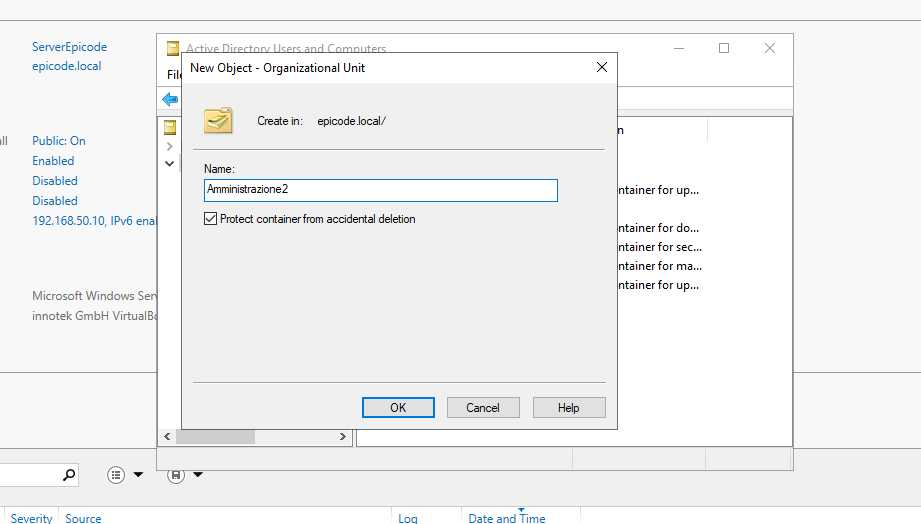 ServerEpicode
epicode.local
Active Directory Users and Computers
File
New Object - Organizational Unit
Create in: epicode.local/
all
Public: On
Enabled
Disabled
Disabled
192.168.50.10, IPv6 ena
Name:
Amministrazione2
Protect container from accidental deletion
ntainer for up...
ntainer for do...
ntainer for sec...
ntainer for ma...
ntainer for up...
Microsoft Windows Serv
innotek GmbH VirtualBo
OK Cancel Help
Severity Source Log Date and Time